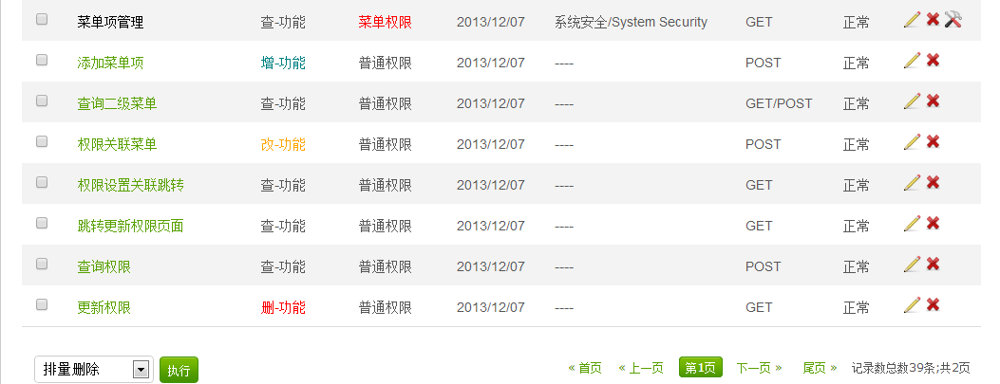 菜单项管理 查-功能 菜单权限 2013/12/07 系统安全/System Security GET 正常
添加菜单项 增-功能 普通权限 2013/12/07 ---- POST 正常
查询二级菜单 查-功能 普通权限 2013/12/07 ---- GET/POST 正常
权限关联菜单 改-功能 普通权限 2013/12/07 ---- POST 正常
权限设置关联跳转 查-功能 普通权限 2013/12/07 ---- GET 正常
跳转更新权限页面 查-功能 普通权限 2013/12/07 ---- GET 正常
查询权限 查-功能 普通权限 2013/12/07 ---- POST 正常
更新权限 删-功能 普通权限 2013/12/07 ---- GET 正常
排量删除 执行 « 首页 « 上一页 第1页 下一页 » 尾页 » 记录数总数39条;共2页